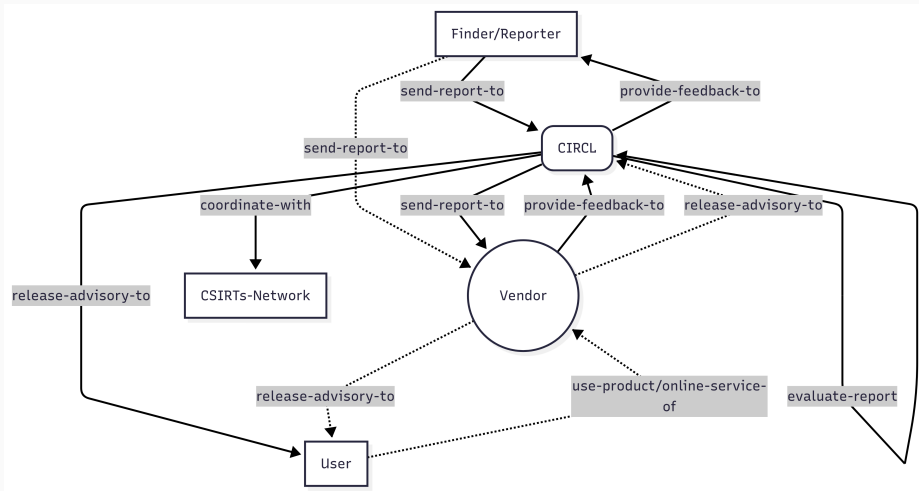 Finder/Reporter
send-report-to
provide-feedback-to
send-report-to
CIRCL
coordinate-with
send-report-to
provide-feedback-to
release-advisory-to
release-advisory-to
CSIRTs-Network
Vendor
release-advisory-to
use-product/online-service-
of
evaluate-report
User